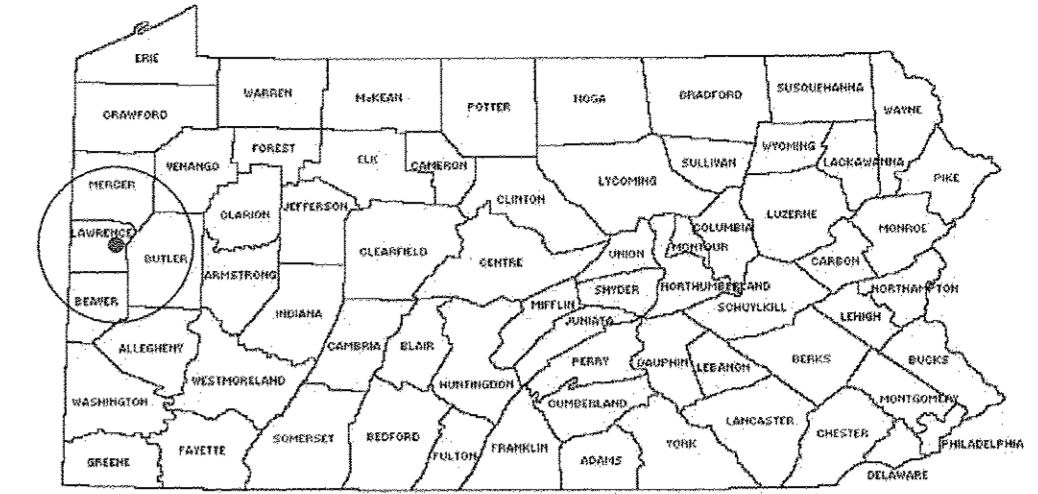 ERIE
CRAWFORD
WARREN
McKEAN
POTTER
BRADFORD
SUSQUEHANNA
WAYNE
MERCER
VENANGO
FOREST
ELK
CAMERON
CLINTON
LYCOMING
SULLIVAN
WYOMING
LACKAWANNA
PIKE
LAWRENCE
BUTLER
CLARION
JEFFERSON
CLEARFIELD
CENTRE
UNION
MONTOUR
COLUMBIA
LUZERNE
MONROE
CARBON
BEAVER
ARMSTRONG
INDIANA
MIFFLIN
SNYDER
NORTHUMBERLAND
SCHUYLKILL
NORTHAMPTON
LEHIGH
ALLEGHENY
WESTMORELAND
CAMBRIA
BLAIR
HUNTINGDON
JUNIATA
PERRY
DAUPHIN
LEBANON
BERKS
BUCKS
WASHINGTON
CUMBERLAND
LANCASTER
MONTGOMERY
GREENE
FAYETTE
SOMERSET
BEDFORD
FULTON
FRANKLIN
ADAMS
YORK
CHESTER
DELAWARE
PHILADELPHIA